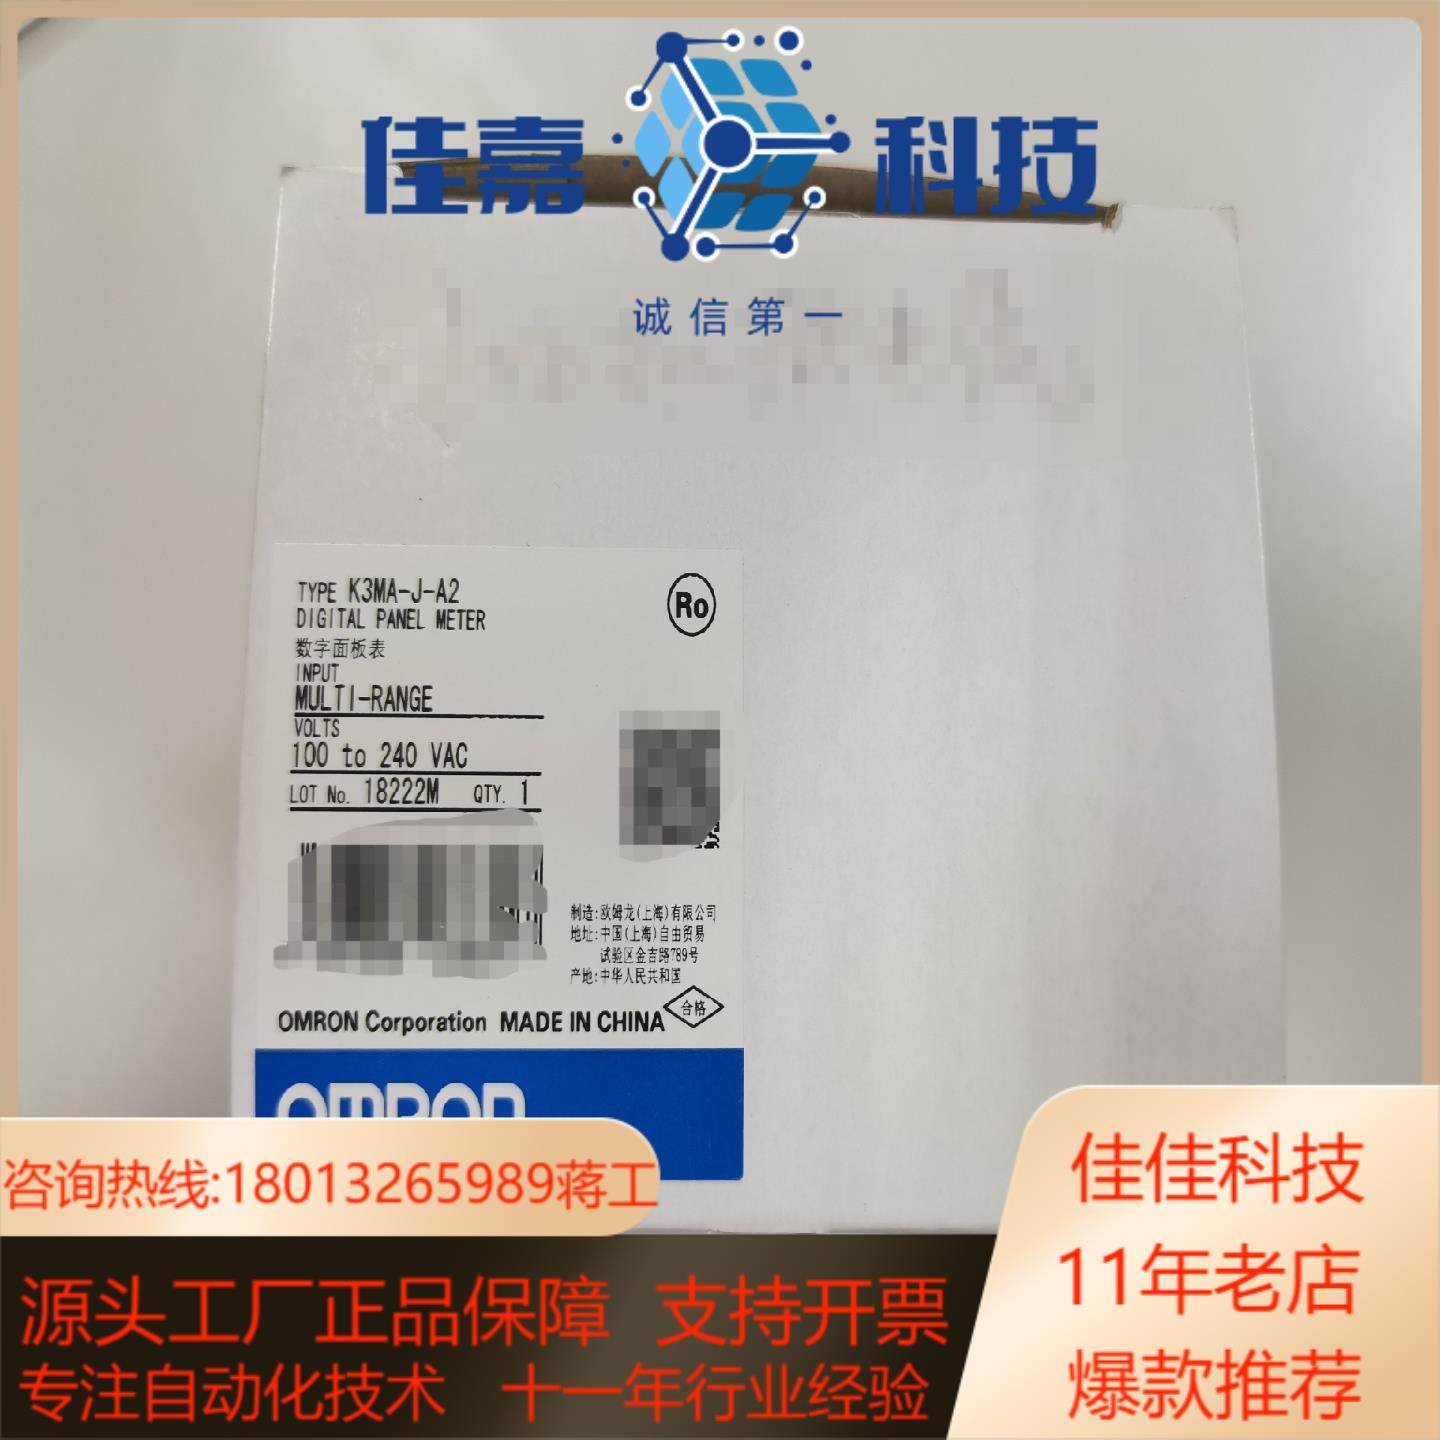 佳嘉科技
诚信第一
TYPE K3MA-J-A2
DIGITAL PANEL METER
数字面板表
INPUT
MULTI-RANGE
VOLTS
100 to 240 VAC
LOT No. 18222M QTY. 1
Ro
制造:欧姆龙(上海)有限公司
地址:中国(上海)自由贸易
试验区金吉路789号
产地:中华人民共和国
合格
OMRON Corporation MADE IN CHINA
OMRON
咨询热线:18013265989蒋工
源头工厂正品保障 支持开票
专注自动化技术 十一年行业经验
佳佳科技
11年老店
爆款推荐